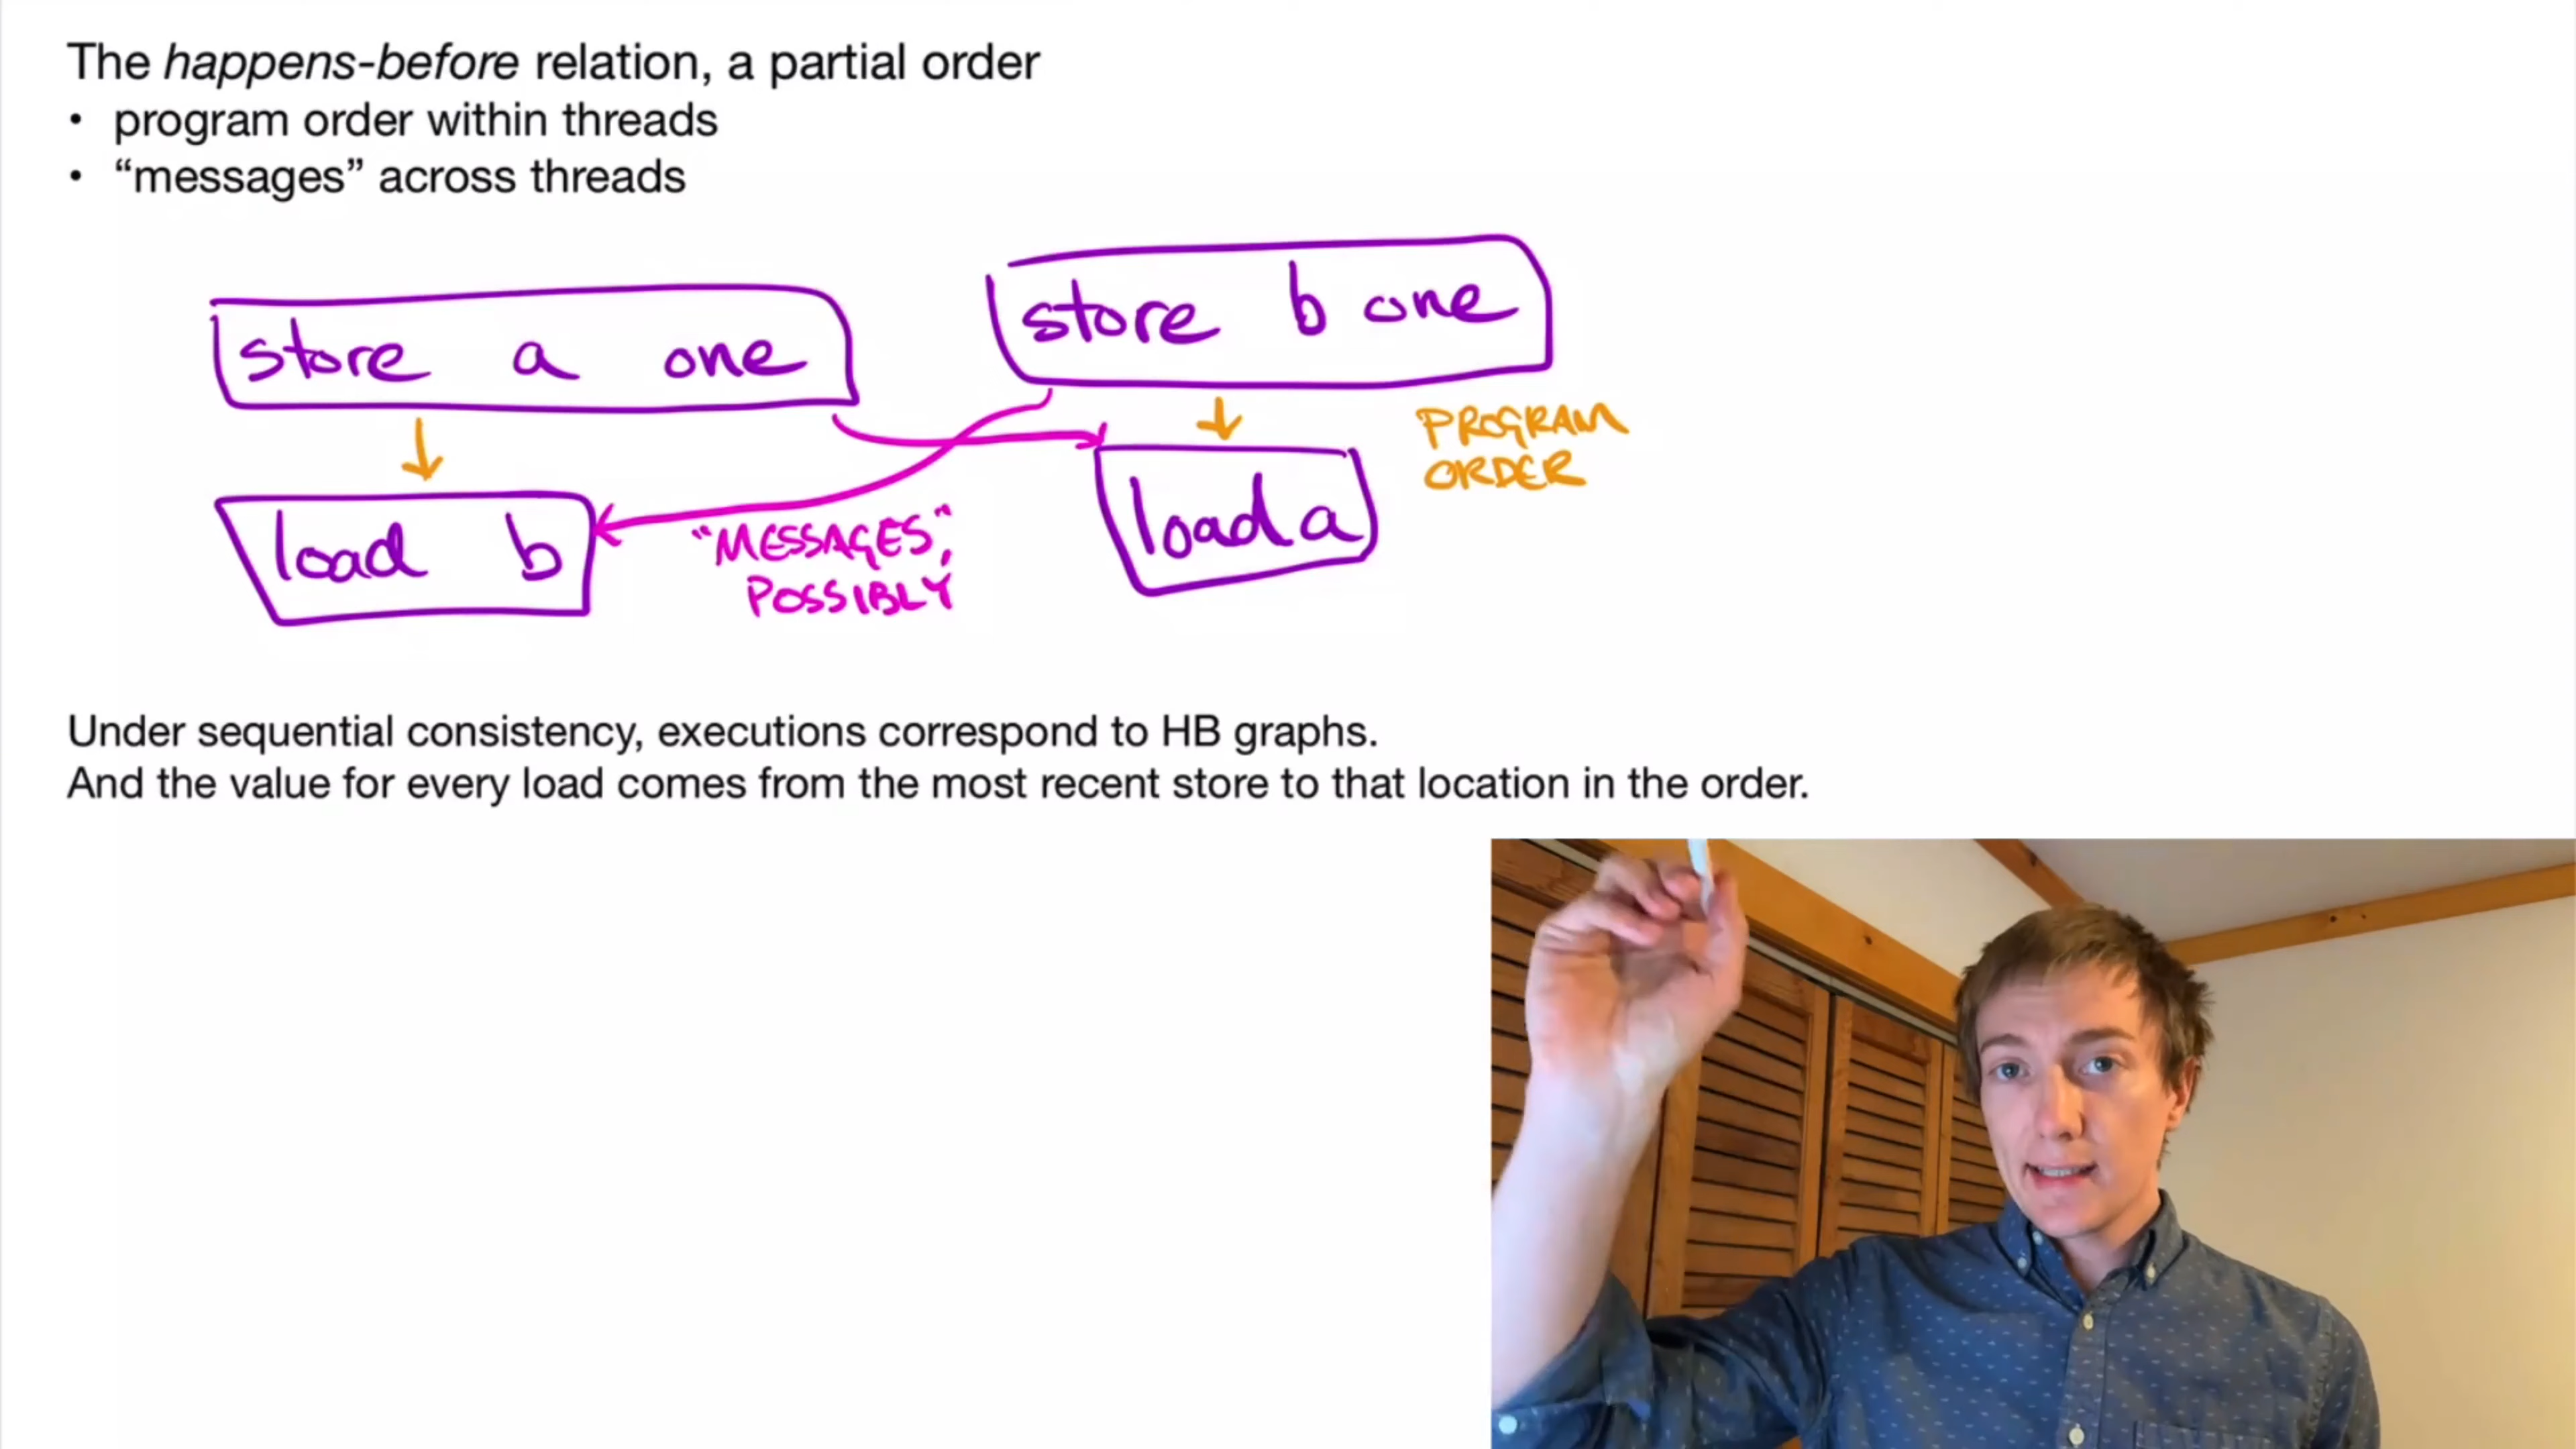 The happens-before relation, a partial order
• program order within threads
• “messages” across threads
store a one
store b one
PROGRAM
ORDER
load b
load a
“MESSAGES,”
POSSIBLY
Under sequential consistency, executions correspond to HB graphs.
And the value for every load comes from the most recent store to that location in the order.